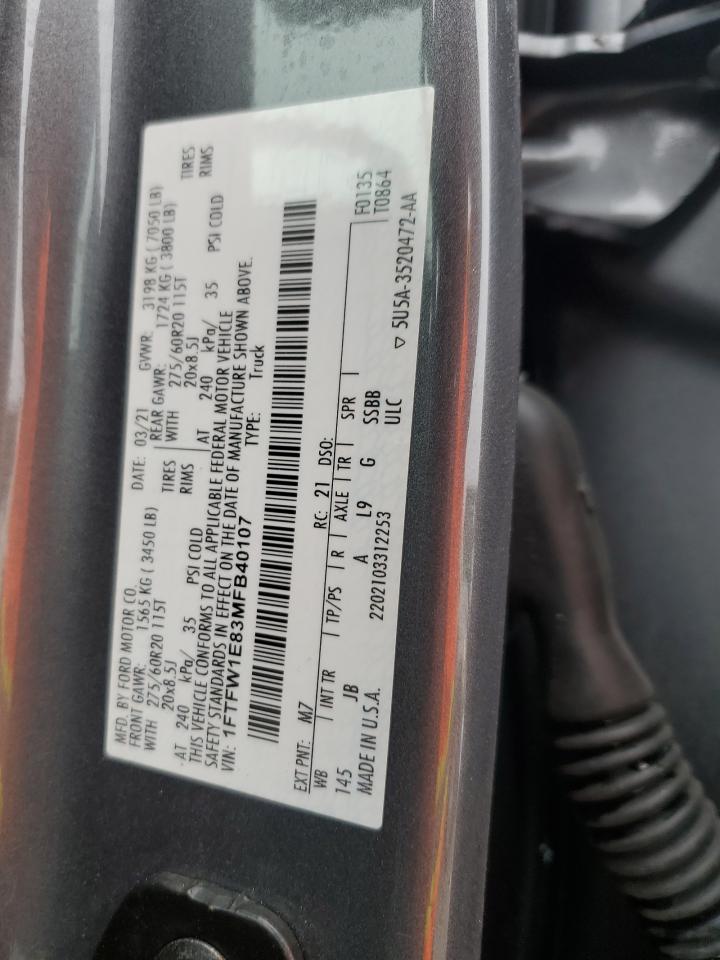 MFD. BY FORD MOTOR CO.
DATE: 03/21 GVWR: 3198 KG ( 7050 LB)
FRONT GAWR: 1565 KG ( 3450 LB) REAR GAWR: 1724 KG ( 3800 LB)
WITH 275/60R20 115T TIRES WITH 275/60R20 115T TIRES
20x8.5J RIMS 20x8.5J RIMS
AT 240 kPa/ 35 PSI COLD AT 240 kPa/ 35 PSI COLD
THIS VEHICLE CONFORMS TO ALL APPLICABLE FEDERAL MOTOR VEHICLE
SAFETY STANDARDS IN EFFECT ON THE DATE OF MANUFACTURE SHOWN ABOVE.
VIN: 1FTFW1E83MFB40107 TYPE: Truck
EXT PNT: M7 RC: 21 DSO:
WB INT TR TP/PS R AXLE TR SPR F0135
145 JB A L9 G SSBB T0864
MADE IN U.S.A. 2202103312253 ULC ▽ 5U5A-3520472-AA